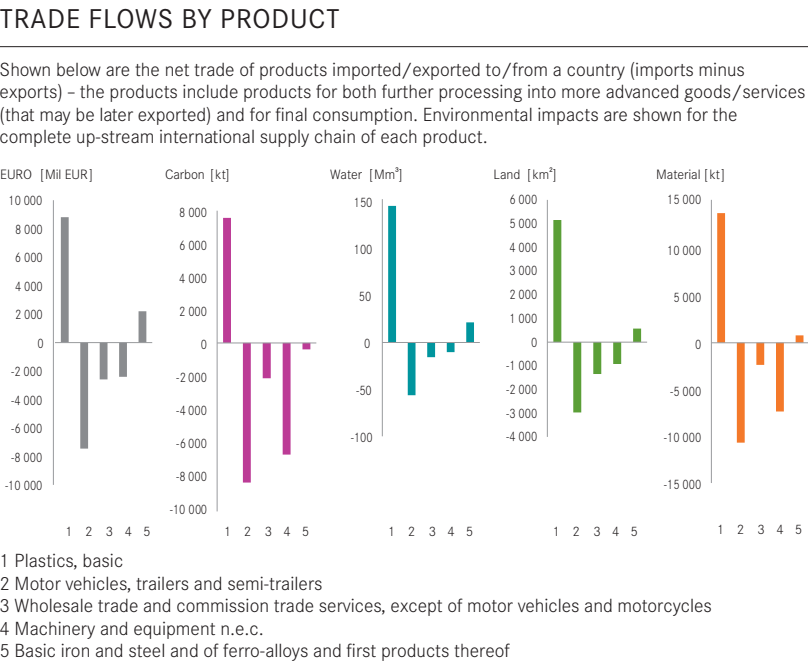 TRADE FLOWS BY PRODUCT
Shown below are the net trade of products imported/exported to/from a country (imports minus
exports) – the products include products for both further processing into more advanced goods/services
(that may be later exported) and for final consumption. Environmental impacts are shown for the
complete up-stream international supply chain of each product.
EURO [Mil EUR]
10 000
8 000
6 000
4 000
2 000
0
-2 000
-4 000
-6 000
-8 000
-10 000
1 2 3 4 5
Carbon [kt]
8 000
6 000
4 000
2 000
0
-2 000
-4 000
-6 000
-8 000
-10 000
1 2 3 4 5
Water [Mm³]
150
100
50
0
-50
-100
1 2 3 4 5
Land [km²]
6 000
5 000
4 000
3 000
2 000
1 000
0
-1 000
-2 000
-3 000
-4 000
1 2 3 4 5
Material [kt]
15 000
10 000
5 000
0
-5 000
-10 000
-15 000
1 2 3 4 5
1 Plastics, basic
2 Motor vehicles, trailers and semi-trailers
3 Wholesale trade and commission trade services, except of motor vehicles and motorcycles
4 Machinery and equipment n.e.c.
5 Basic iron and steel and of ferro-alloys and first products thereof